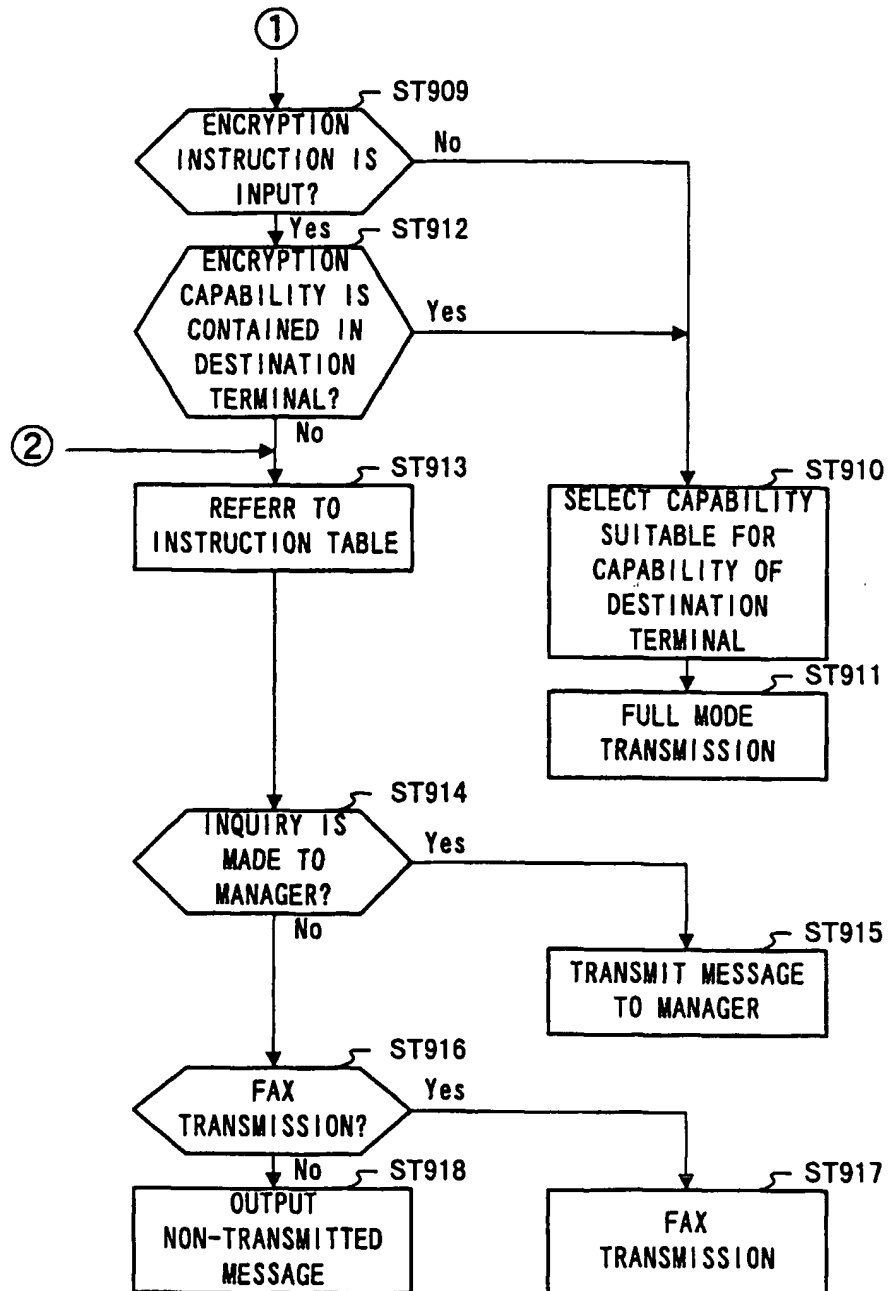 ①
ST909
ENCRYPTION
INSTRUCTION IS
INPUT?
No
Yes
ST912
ENCRYPTION
CAPABILITY IS
CONTAINED IN
DESTINATION
TERMINAL?
Yes
No
②
ST913
REFERR TO
INSTRUCTION TABLE
ST910
SELECT CAPABILITY
SUITABLE FOR
CAPABILITY OF
DESTINATION
TERMINAL
ST911
FULL MODE
TRANSMISSION
ST914
INQUIRY IS
MADE TO
MANAGER?
Yes
No
ST915
TRANSMIT MESSAGE
TO MANAGER
ST916
FAX
TRANSMISSION?
Yes
No
ST918
OUTPUT
NON-TRANSMITTED
MESSAGE
ST917
FAX
TRANSMISSION